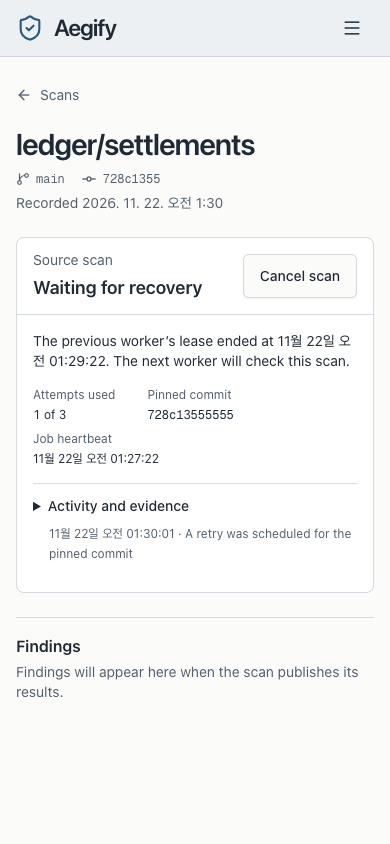 Aegify
Scans
ledger/settlements
main 728c1355
Recorded 2026. 11. 22. 오전 1:30
Source scan
Waiting for recovery
Cancel scan
The previous worker’s lease ended at 11월 22일 오
전 01:29:22. The next worker will check this scan.
Attempts used
1 of 3
Pinned commit
728c13555555
Job heartbeat
11월 22일 오전 01:27:22
Activity and evidence
11월 22일 오전 01:30:01 · A retry was scheduled for the
pinned commit
Findings
Findings will appear here when the scan publishes its
results.